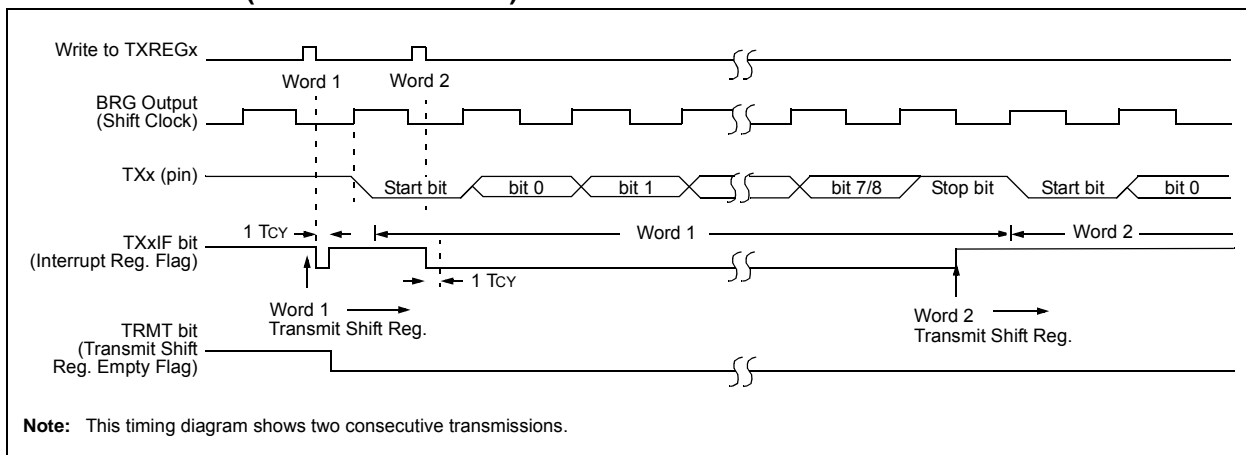 Write to TXREGx
Word 1
Word 2
BRG Output
(Shift Clock)
TXx (pin)
Start bit
bit 0
bit 1
bit 7/8
Stop bit
Start bit
bit 0
1 TCY
Word 1
Word 2
TXxIF bit
(Interrupt Reg. Flag)
1 TCY
Word 1
Transmit Shift Reg.
Word 2
Transmit Shift Reg.
TRMT bit
(Transmit Shift
Reg. Empty Flag)
Note: This timing diagram shows two consecutive transmissions.